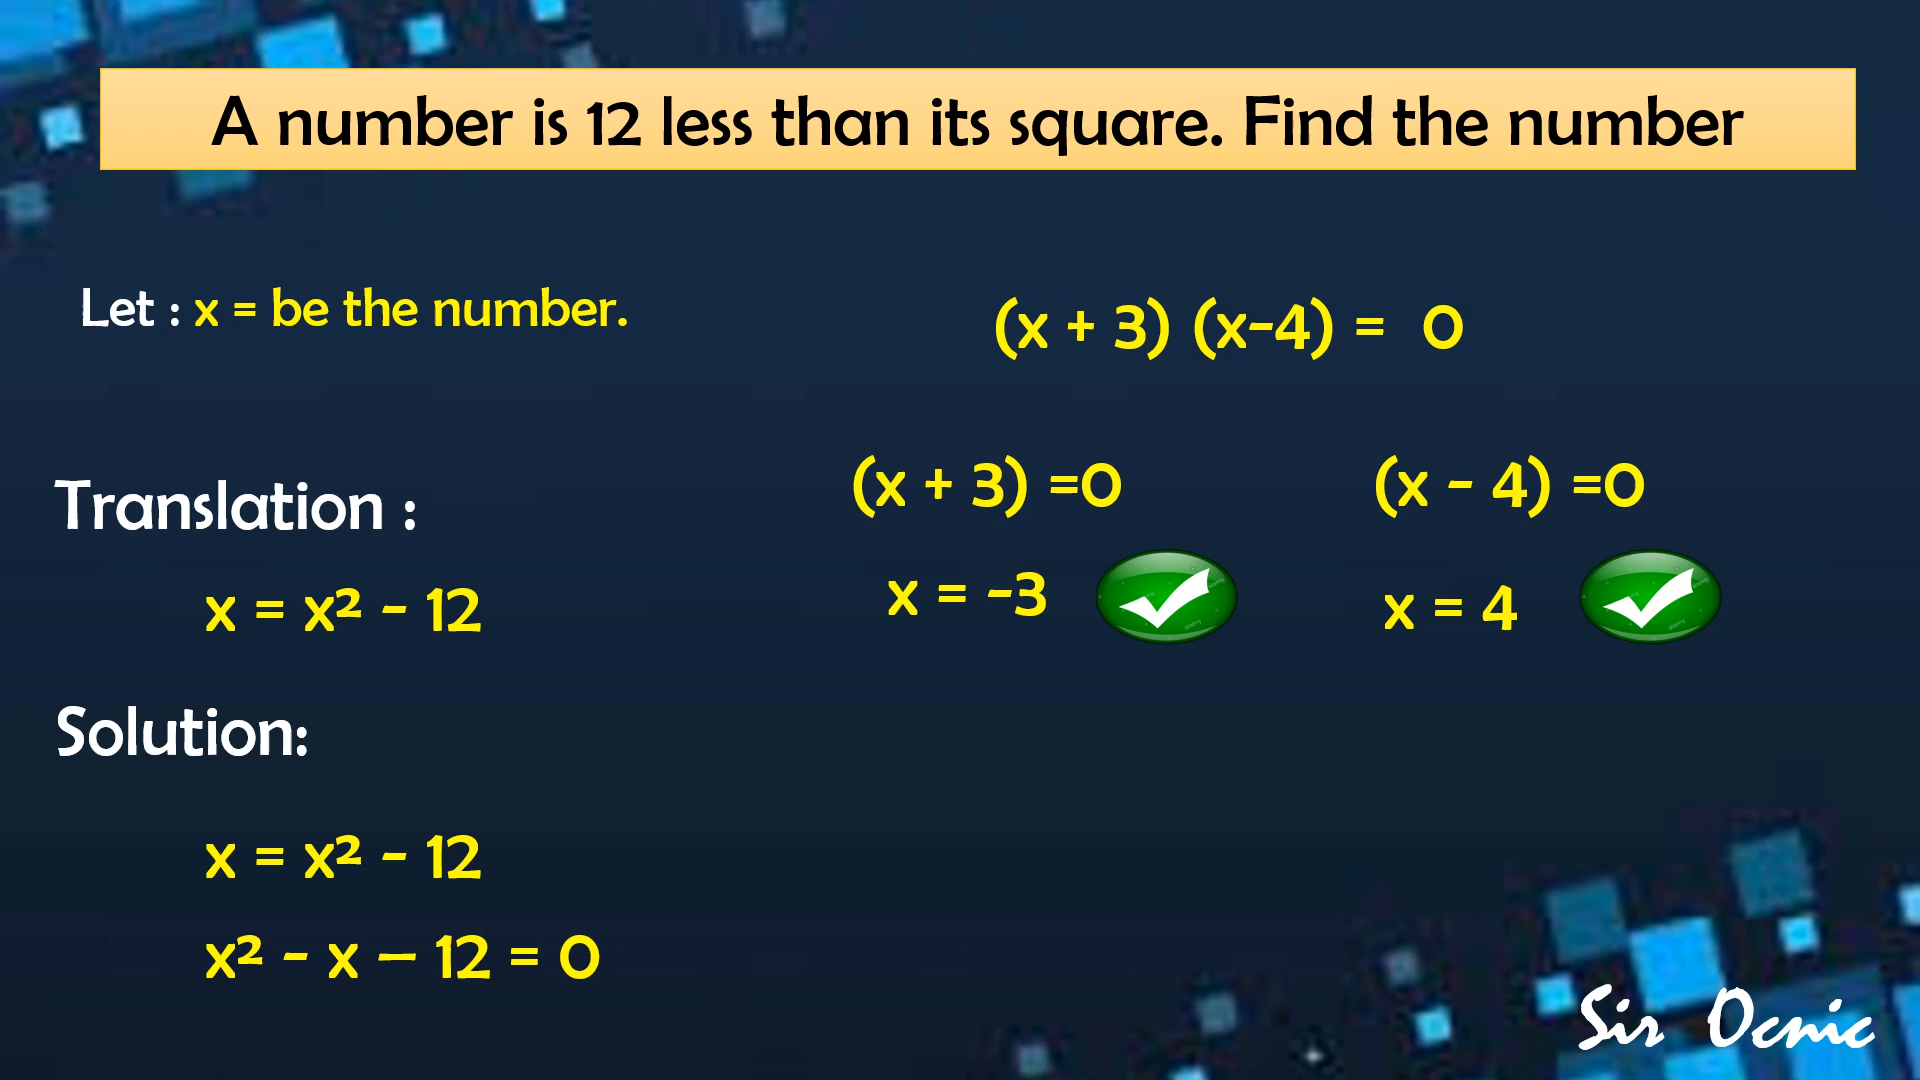 A number is 12 less than its square. Find the number
Let : x = be the number.
Translation :
x = x² - 12
Solution:
x = x² - 12
x² - x – 12 = 0
(x + 3) (x-4) = 0
(x + 3) =0
x = -3
(x - 4) =0
x = 4
Sir Ocnic